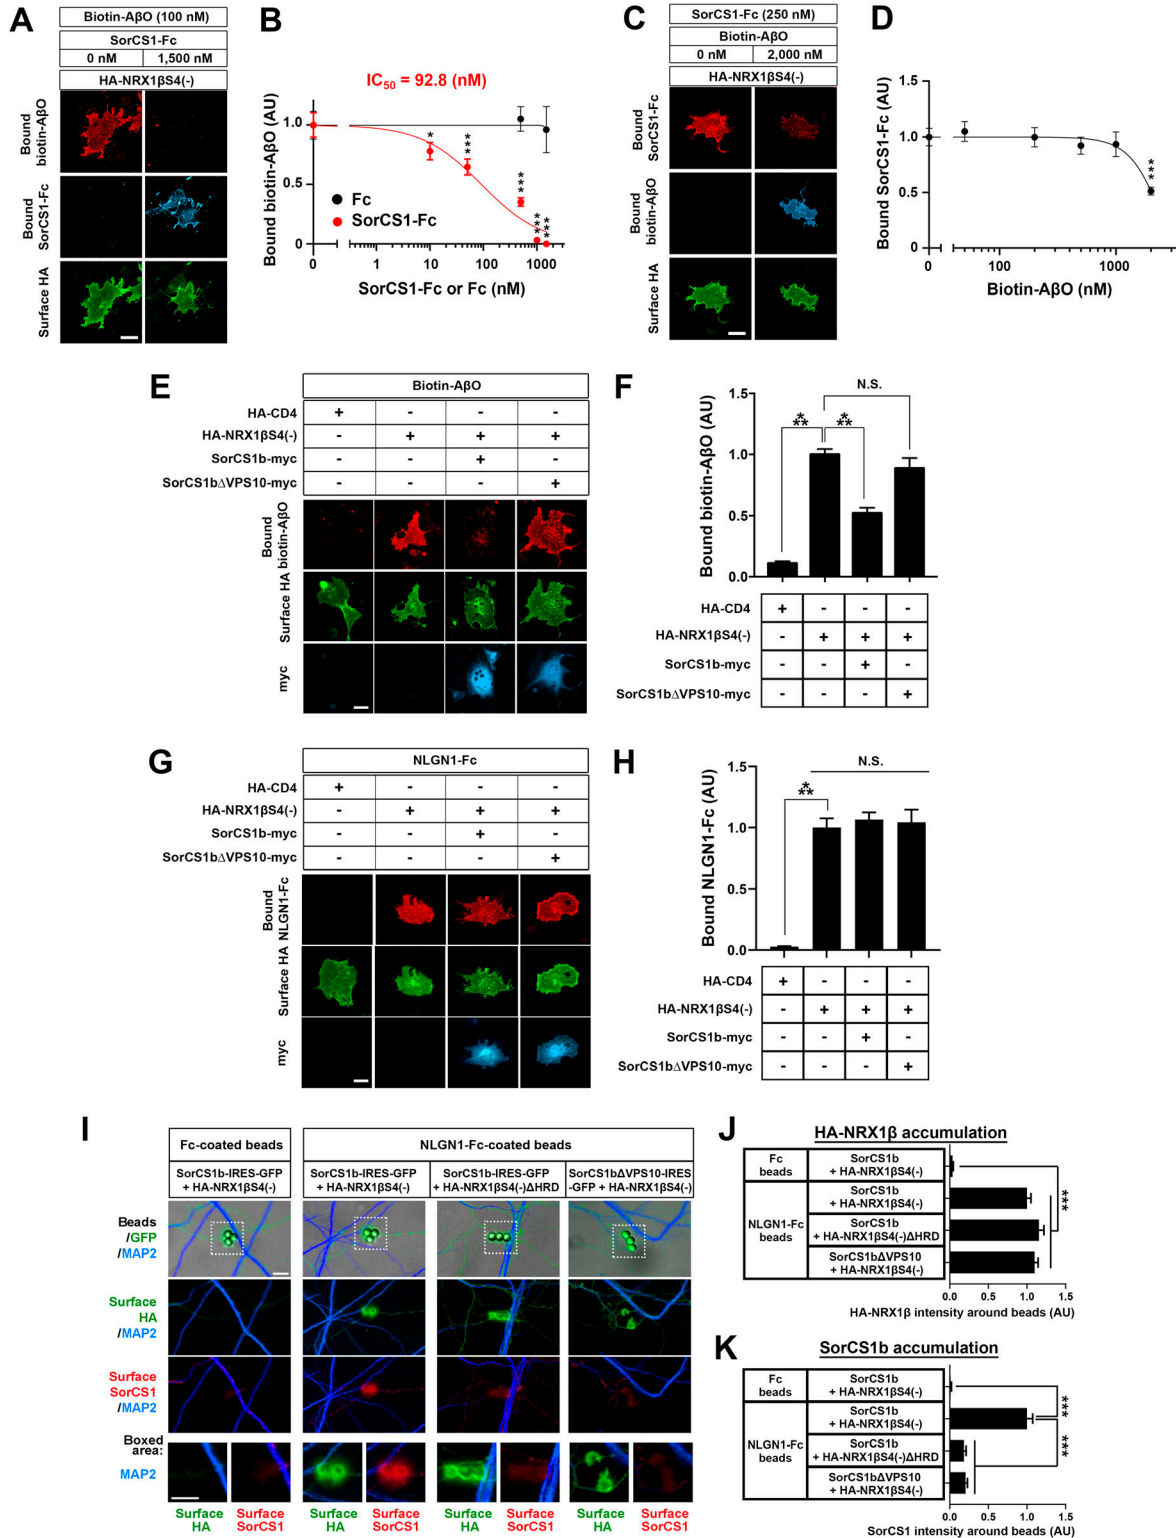 A
Biotin-AβO (100 nM)
SorCS1-Fc
0 nM 1,500 nM
HA-NRX1βS4(-)
Bound
biotin-AβO
Bound
SorCS1-Fc
Surface HA
B
IC50 = 92.8 (nM)
Bound biotin-AβO (AU)
1.0
0.5
0
Fc
SorCS1-Fc
*
***
***
***
***
0 1 10 100 1000
SorCS1-Fc or Fc (nM)
C
SorCS1-Fc (250 nM)
Biotin-AβO
0 nM 2,000 nM
HA-NRX1βS4(-)
Bound
SorCS1-Fc
Bound
biotin-AβO
Surface HA
D
Bound SorCS1-Fc (AU)
1.5
1.0
0.5
0
***
0 100 1000
Biotin-AβO (nM)
E
Biotin-AβO
HA-CD4 + - - -
HA-NRX1βS4(-) - + + +
SorCS1b-myc - - + -
SorCS1bΔVPS10-myc - - - +
Bound
biotin-AβO
Surface HA
myc
F
Bound biotin-AβO (AU)
1.5
1.0
0.5
0.0
N.S.
***
***
HA-CD4 + - - -
HA-NRX1βS4(-) - + + +
SorCS1b-myc - - + -
SorCS1bΔVPS10-myc - - - +
G
NLGN1-Fc
HA-CD4 + - - -
HA-NRX1βS4(-) - + + +
SorCS1b-myc - - + -
SorCS1bΔVPS10-myc - - - +
Bound
NLGN1-Fc
Surface HA
myc
H
Bound NLGN1-Fc (AU)
1.5
1.0
0.5
0.0
N.S.
***
HA-CD4 + - - -
HA-NRX1βS4(-) - + + +
SorCS1b-myc - - + -
SorCS1bΔVPS10-myc - - - +
I
Fc-coated beads
NLGN1-Fc-coated beads
SorCS1b-IRES-GFP
+ HA-NRX1βS4(-)
SorCS1b-IRES-GFP
+ HA-NRX1βS4(-)
SorCS1b-IRES-GFP
+ HA-NRX1βS4(-)ΔHRD
SorCS1bΔVPS10-IRES
-GFP + HA-NRX1βS4(-)
Beads
/GFP
/MAP2
Surface
HA
/MAP2
Surface
SorCS1
/MAP2
Boxed
area:
MAP2
Surface
HA
Surface
SorCS1
Surface
HA
Surface
SorCS1
Surface
HA
Surface
SorCS1
Surface
HA
Surface
SorCS1
J
HA-NRX1β accumulation
Fc
beads
SorCS1b
+ HA-NRX1βS4(-)
NLGN1-Fc
beads
SorCS1b
+ HA-NRX1βS4(-)
SorCS1b
+ HA-NRX1βS4(-)ΔHRD
SorCS1bΔVPS10
+ HA-NRX1βS4(-)
***
0.0 0.5 1.0 1.5
HA-NRX1β intensity around beads (AU)
K
SorCS1b accumulation
Fc
beads
SorCS1b
+ HA-NRX1βS4(-)
NLGN1-Fc
beads
SorCS1b
+ HA-NRX1βS4(-)
SorCS1b
+ HA-NRX1βS4(-)ΔHRD
SorCS1bΔVPS10
+ HA-NRX1βS4(-)
***
***
0.0 0.5 1.0 1.5
SorCS1 intensity around beads (AU)